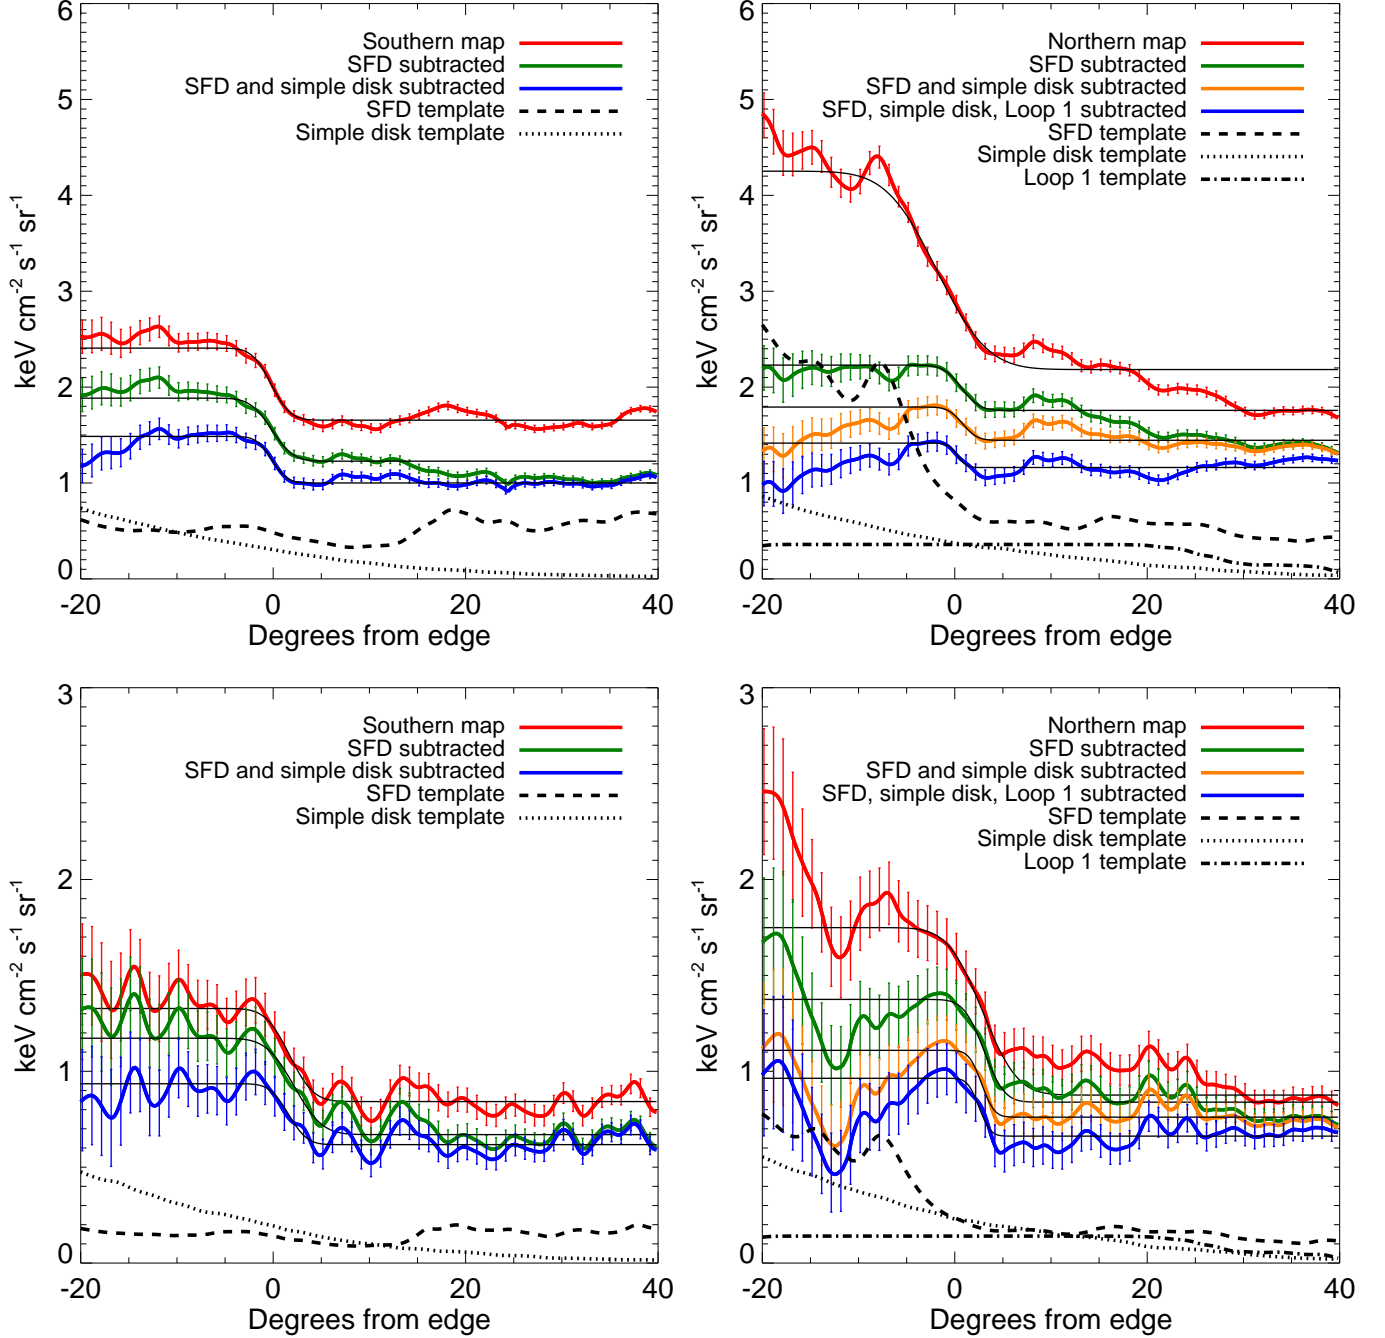 6
5
4
3
2
1
0
keV cm-2 s-1 sr-1
Southern map
SFD subtracted
SFD and simple disk subtracted
SFD template
Simple disk template
-20
0
20
40
Degrees from edge
6
5
4
3
2
1
0
keV cm-2 s-1 sr-1
Northern map
SFD subtracted
SFD and simple disk subtracted
SFD, simple disk, Loop 1 subtracted
SFD template
Simple disk template
Loop 1 template
-20
0
20
40
Degrees from edge
3
2
1
0
keV cm-2 s-1 sr-1
Southern map
SFD subtracted
SFD and simple disk subtracted
SFD template
Simple disk template
-20
0
20
40
Degrees from edge
3
2
1
0
keV cm-2 s-1 sr-1
Northern map
SFD subtracted
SFD and simple disk subtracted
SFD, simple disk, Loop 1 subtracted
SFD template
Simple disk template
Loop 1 template
-20
0
20
40
Degrees from edge